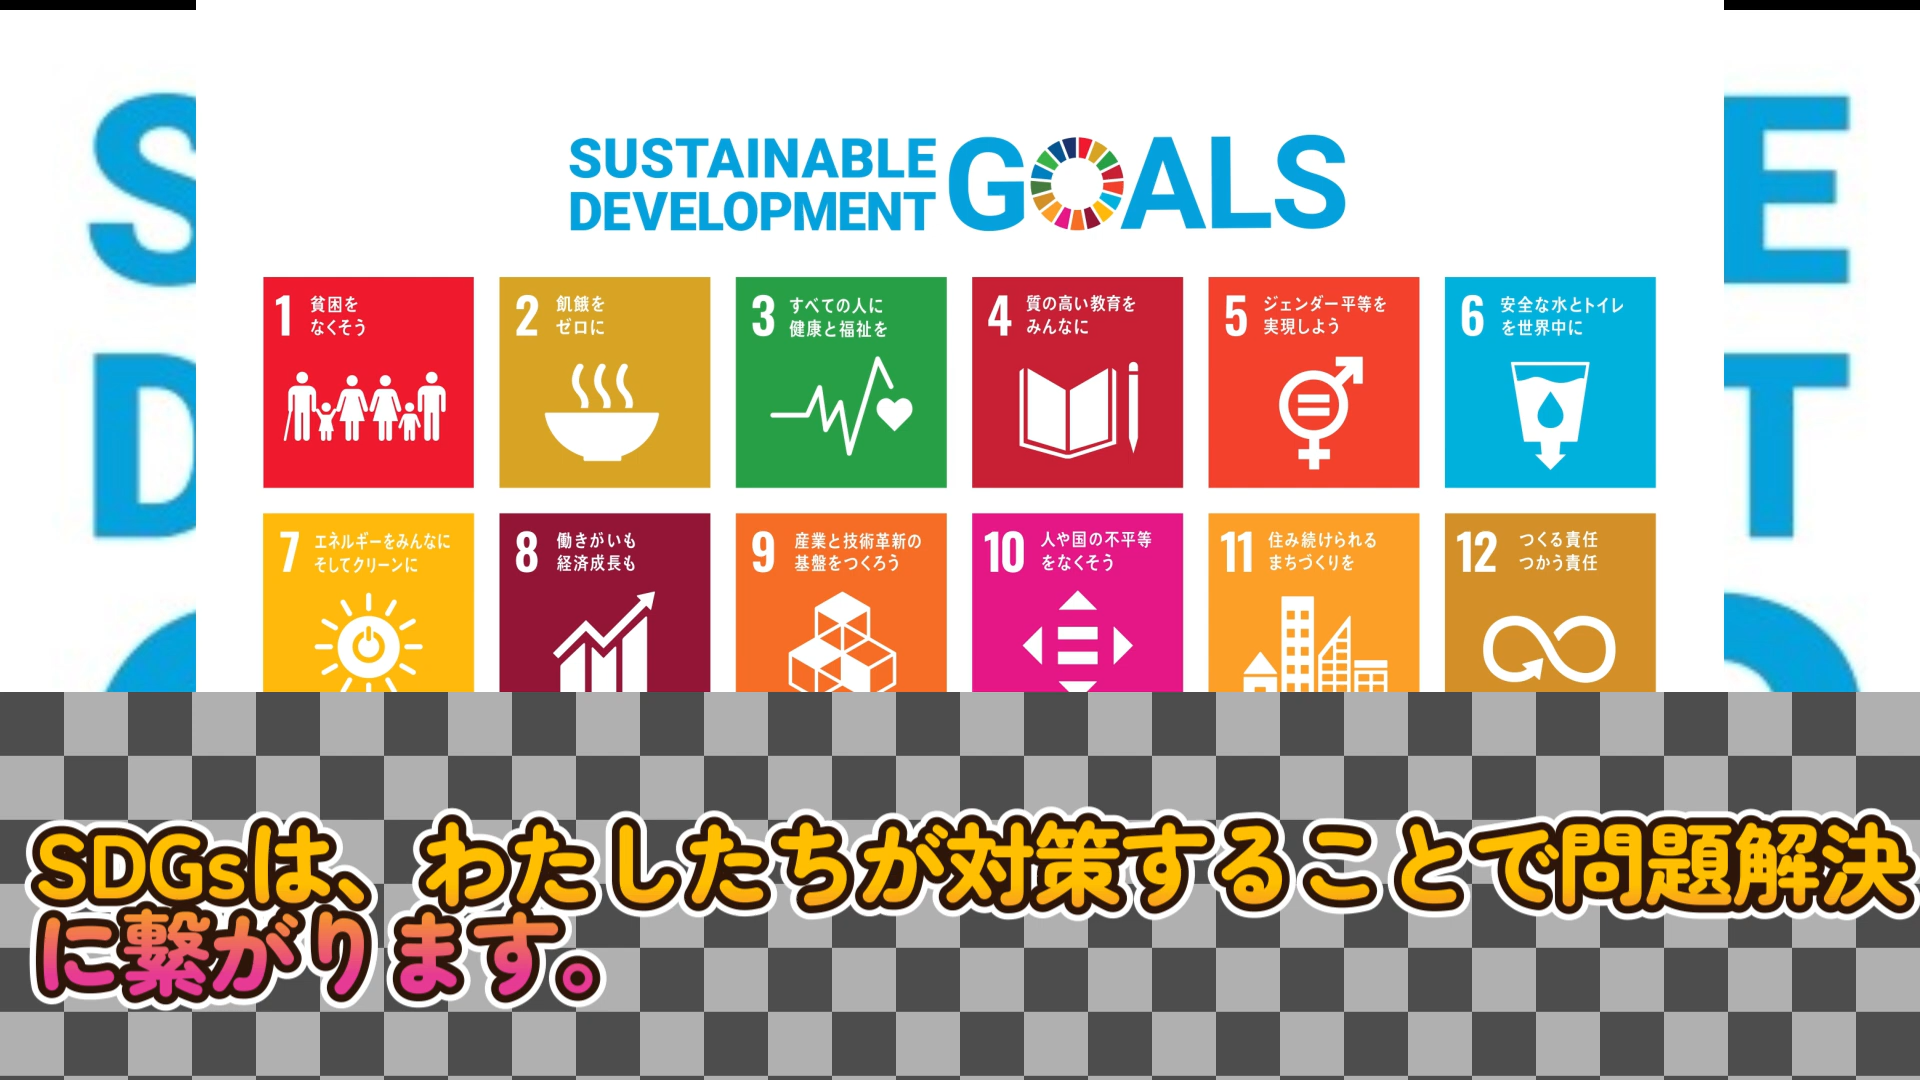 SUSTAINABLE
DEVELOPMENT
GOALS
1 貧困を
なくそう
2 飢餓を
ゼロに
3 すべての人に
健康と福祉を
4 質の高い教育を
みんなに
5 ジェンダー平等を
実現しよう
6 安全な水とトイレ
を世界中に
7 エネルギーをみんなに
そしてクリーンに
8 働きがいも
経済成長も
9 産業と技術革新の
基盤をつくろう
10 人や国の不平等
をなくそう
11 住み続けられる
まちづくりを
12 つくる責任
つかう責任
SDGsは、わたしたちが対策することで問題解決
に繋がります。
S
D
E
T